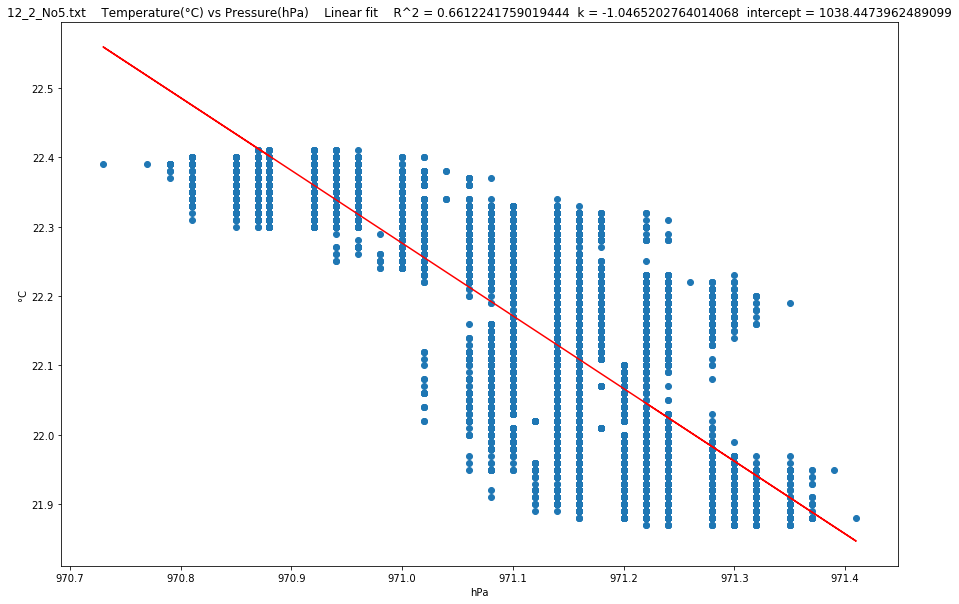 12_2_No5.txt    Temperature(°C) vs Pressure(hPa)    Linear fit    R^2 = 0.6612241759019444  k = -1.0465202764014068  intercept = 1038.4473962489099
22.5
22.4
22.3
22.2
22.1
22.0
21.9
°C
970.7 970.8 970.9 971.0 971.1 971.2 971.3 971.4
hPa